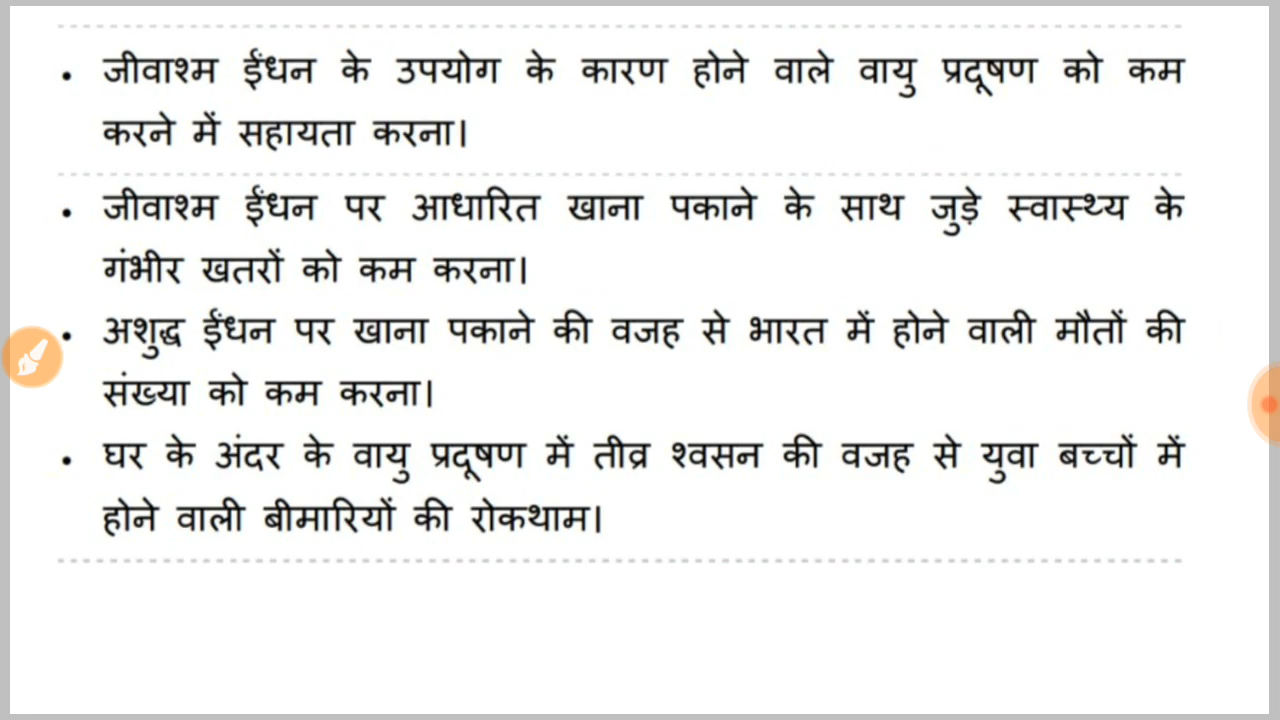 • जीवाश्म ईंधन के उपयोग के कारण होने वाले वायु प्रदूषण को कम
करने में सहायता करना।
• जीवाश्म ईंधन पर आधारित खाना पकाने के साथ जुड़े स्वास्थ्य के
गंभीर खतरों को कम करना।
• अशुद्ध ईंधन पर खाना पकाने की वजह से भारत में होने वाली मौतों की
संख्या को कम करना।
• घर के अंदर के वायु प्रदूषण में तीव्र श्वसन की वजह से युवा बच्चों में
होने वाली बीमारियों की रोकथाम।